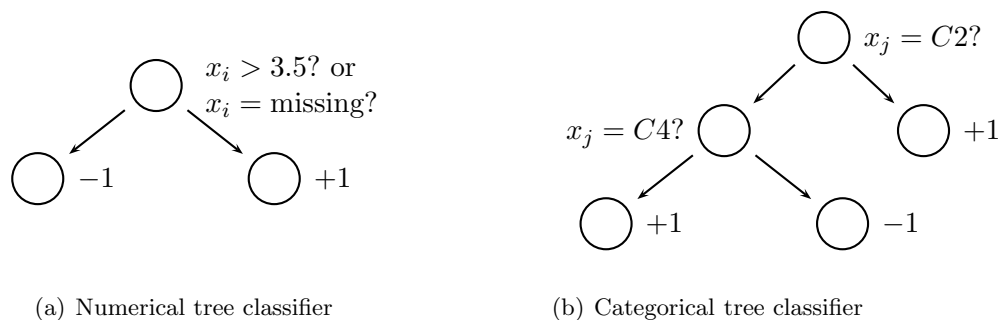 x_i > 3.5? or
x_i = missing?
−1
+1
(a) Numerical tree classifier
x_j = C2?
x_j = C4?
+1
+1
−1
(b) Categorical tree classifier